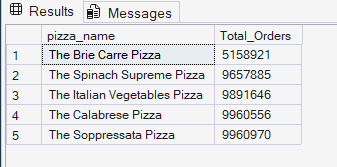 Results Messages
pizza_name Total_Orders
1 The Brie Carre Pizza 5158921
2 The Spinach Supreme Pizza 9657885
3 The Italian Vegetables Pizza 9891646
4 The Calabrese Pizza 9960556
5 The Soppressata Pizza 9960970